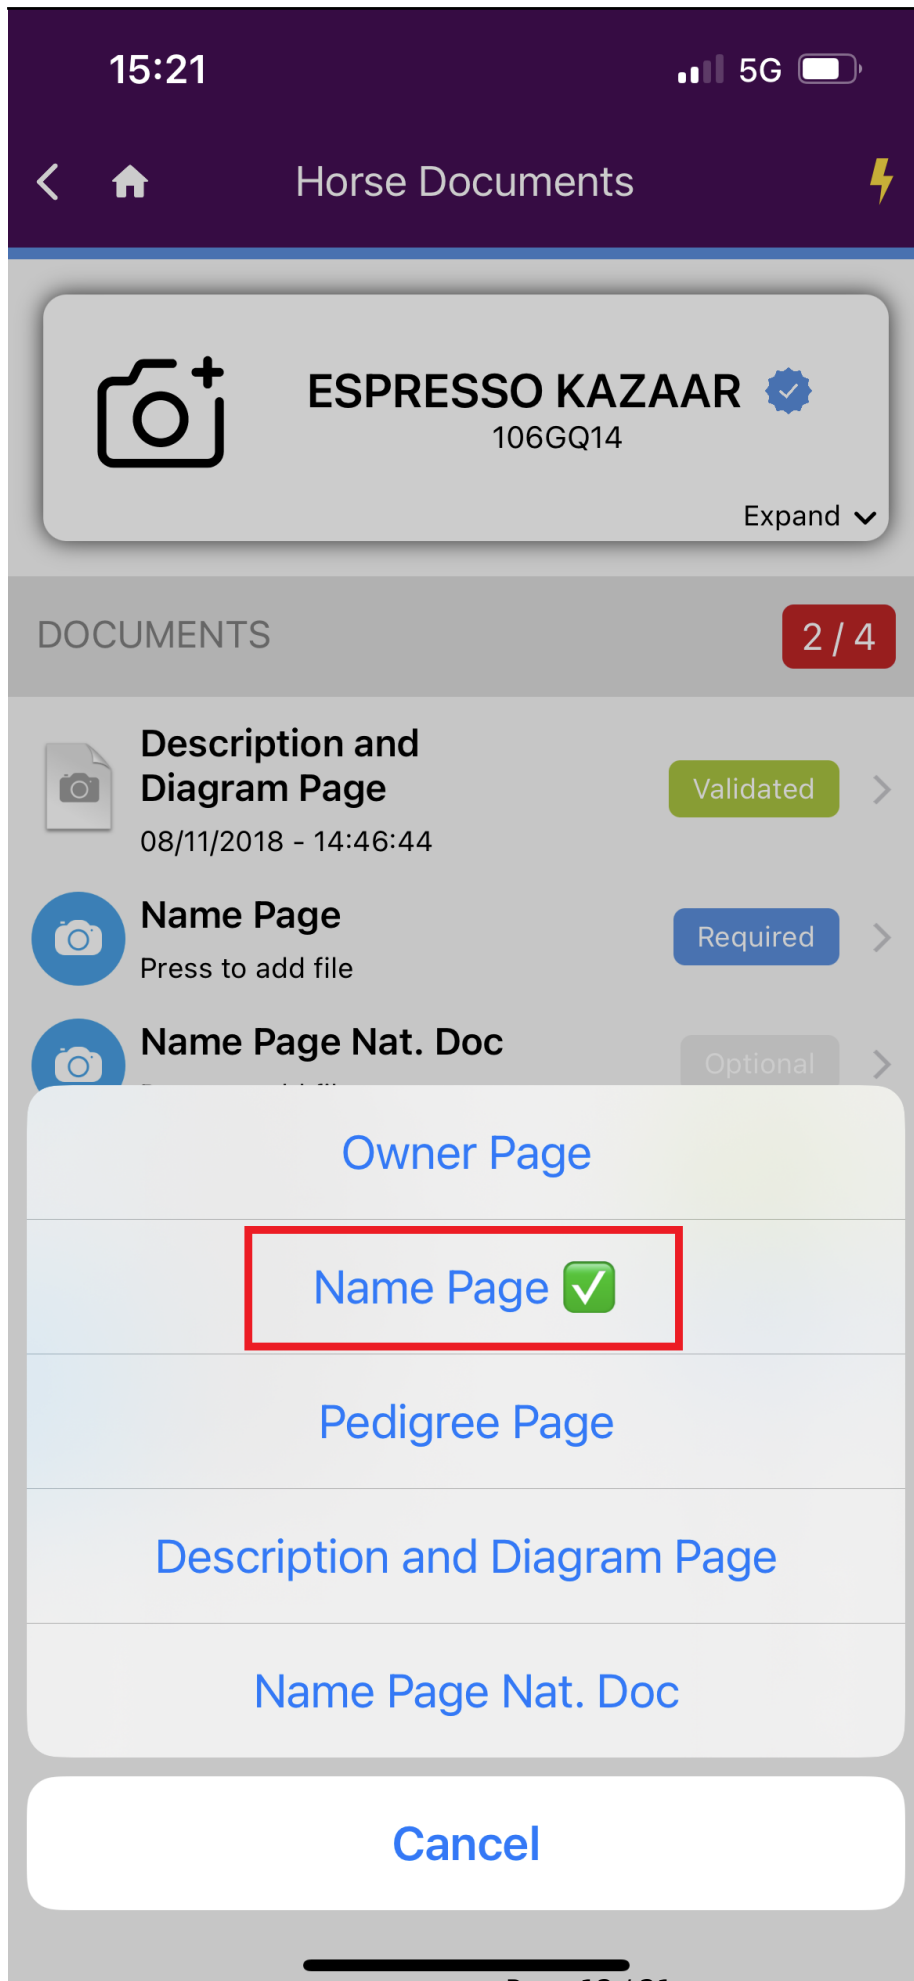 15:21
5G
Horse Documents
ESPRESSO KAZAAR
106GQ14
Expand
DOCUMENTS
2 / 4
Description and
Diagram Page
Validated
08/11/2018 - 14:46:44
Name Page
Required
Press to add file
Name Page Nat. Doc
Optional
Owner Page
Name Page ✅
Pedigree Page
Description and Diagram Page
Name Page Nat. Doc
Cancel